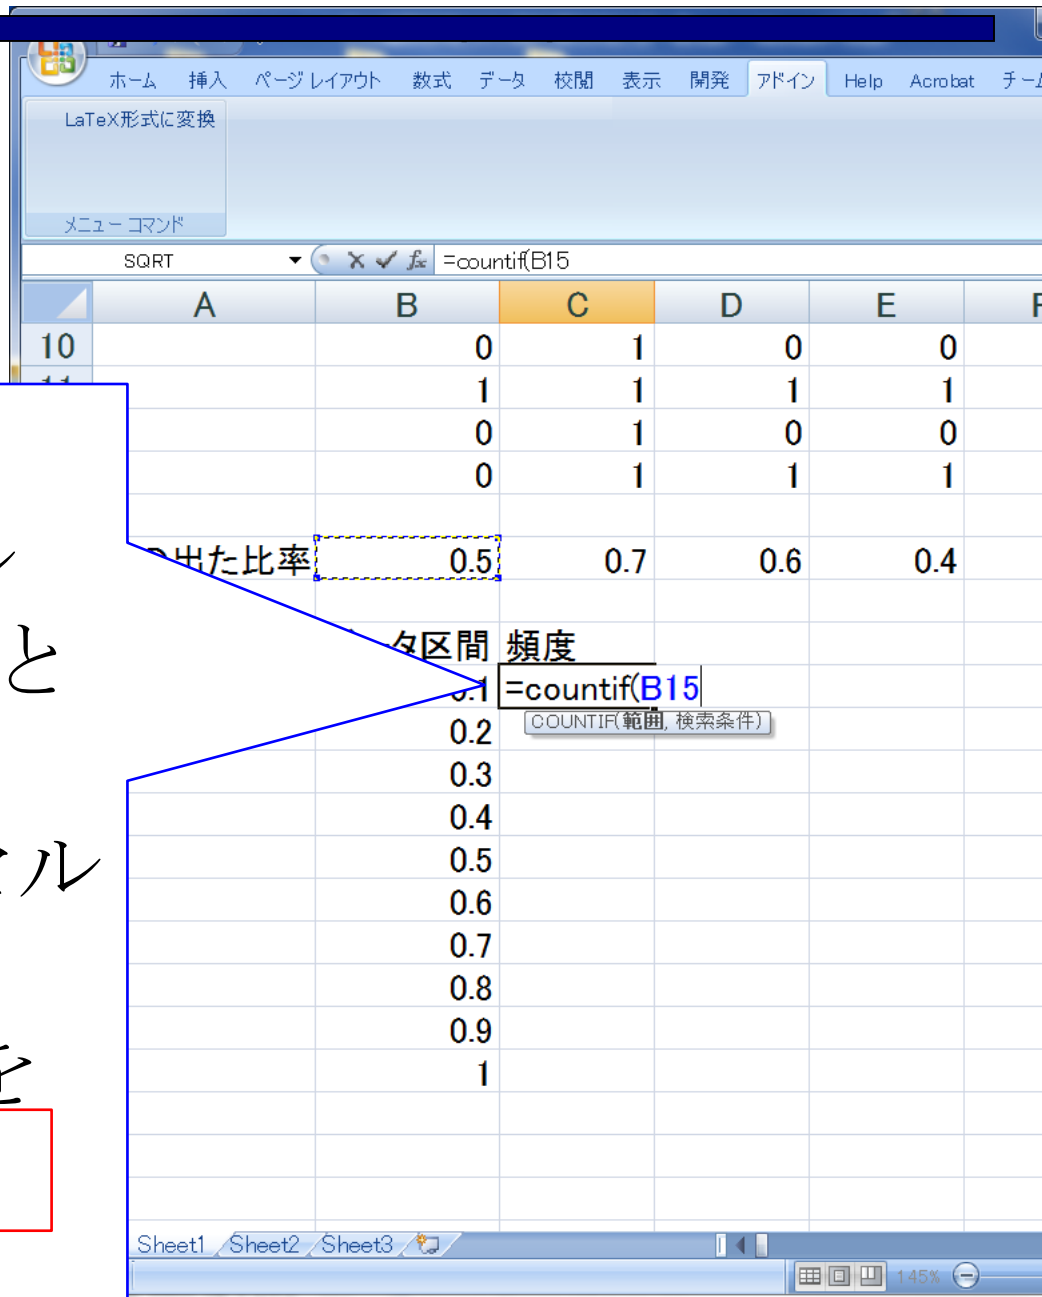 ホーム 挿入 ページ レイアウト 数式 データ 校閲 表示 開発 アドイン Help Acrobat
LaTeX形式に変換
メニュー コマンド
SQRT =countif(B15
A B C D E
10 0 1 0 0
1 1 1 1
0 1 0 0
0 1 1 1
出た比率 0.5 0.7 0.6 0.4
と
タ区間 頻度
=countif(B15
COUNTIF(範囲, 検索条件)
0.2
0.3
0.4
ル
0.5
0.6
0.7
0.8
0.9
を
1
Sheet1 Sheet2 Sheet3
145%